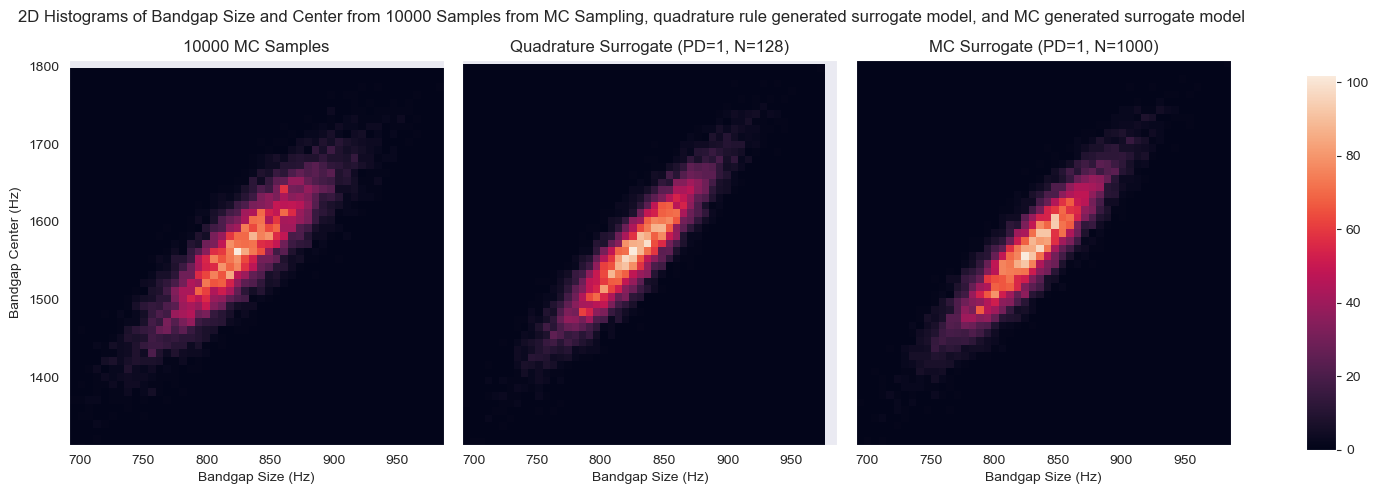 2D Histograms of Bandgap Size and Center from 10000 Samples from MC Sampling, quadrature rule generated surrogate model, and MC generated surrogate model
10000 MC Samples
Quadrature Surrogate (PD=1, N=128)
MC Surrogate (PD=1, N=1000)
Bandgap Center (Hz)
1800
1700
1600
1500
1400
700 750 800 850 900 950
Bandgap Size (Hz)
700 750 800 850 900 950
Bandgap Size (Hz)
700 750 800 850 900 950
Bandgap Size (Hz)
100
80
60
40
20
0